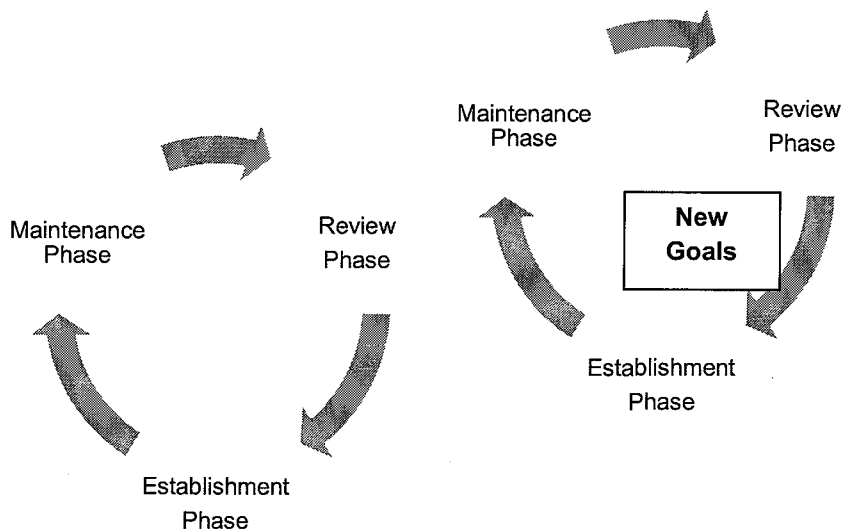 Maintenance
Phase
Review
Phase
Establishment
Phase
Maintenance
Phase
Review
Phase
New
Goals
Establishment
Phase